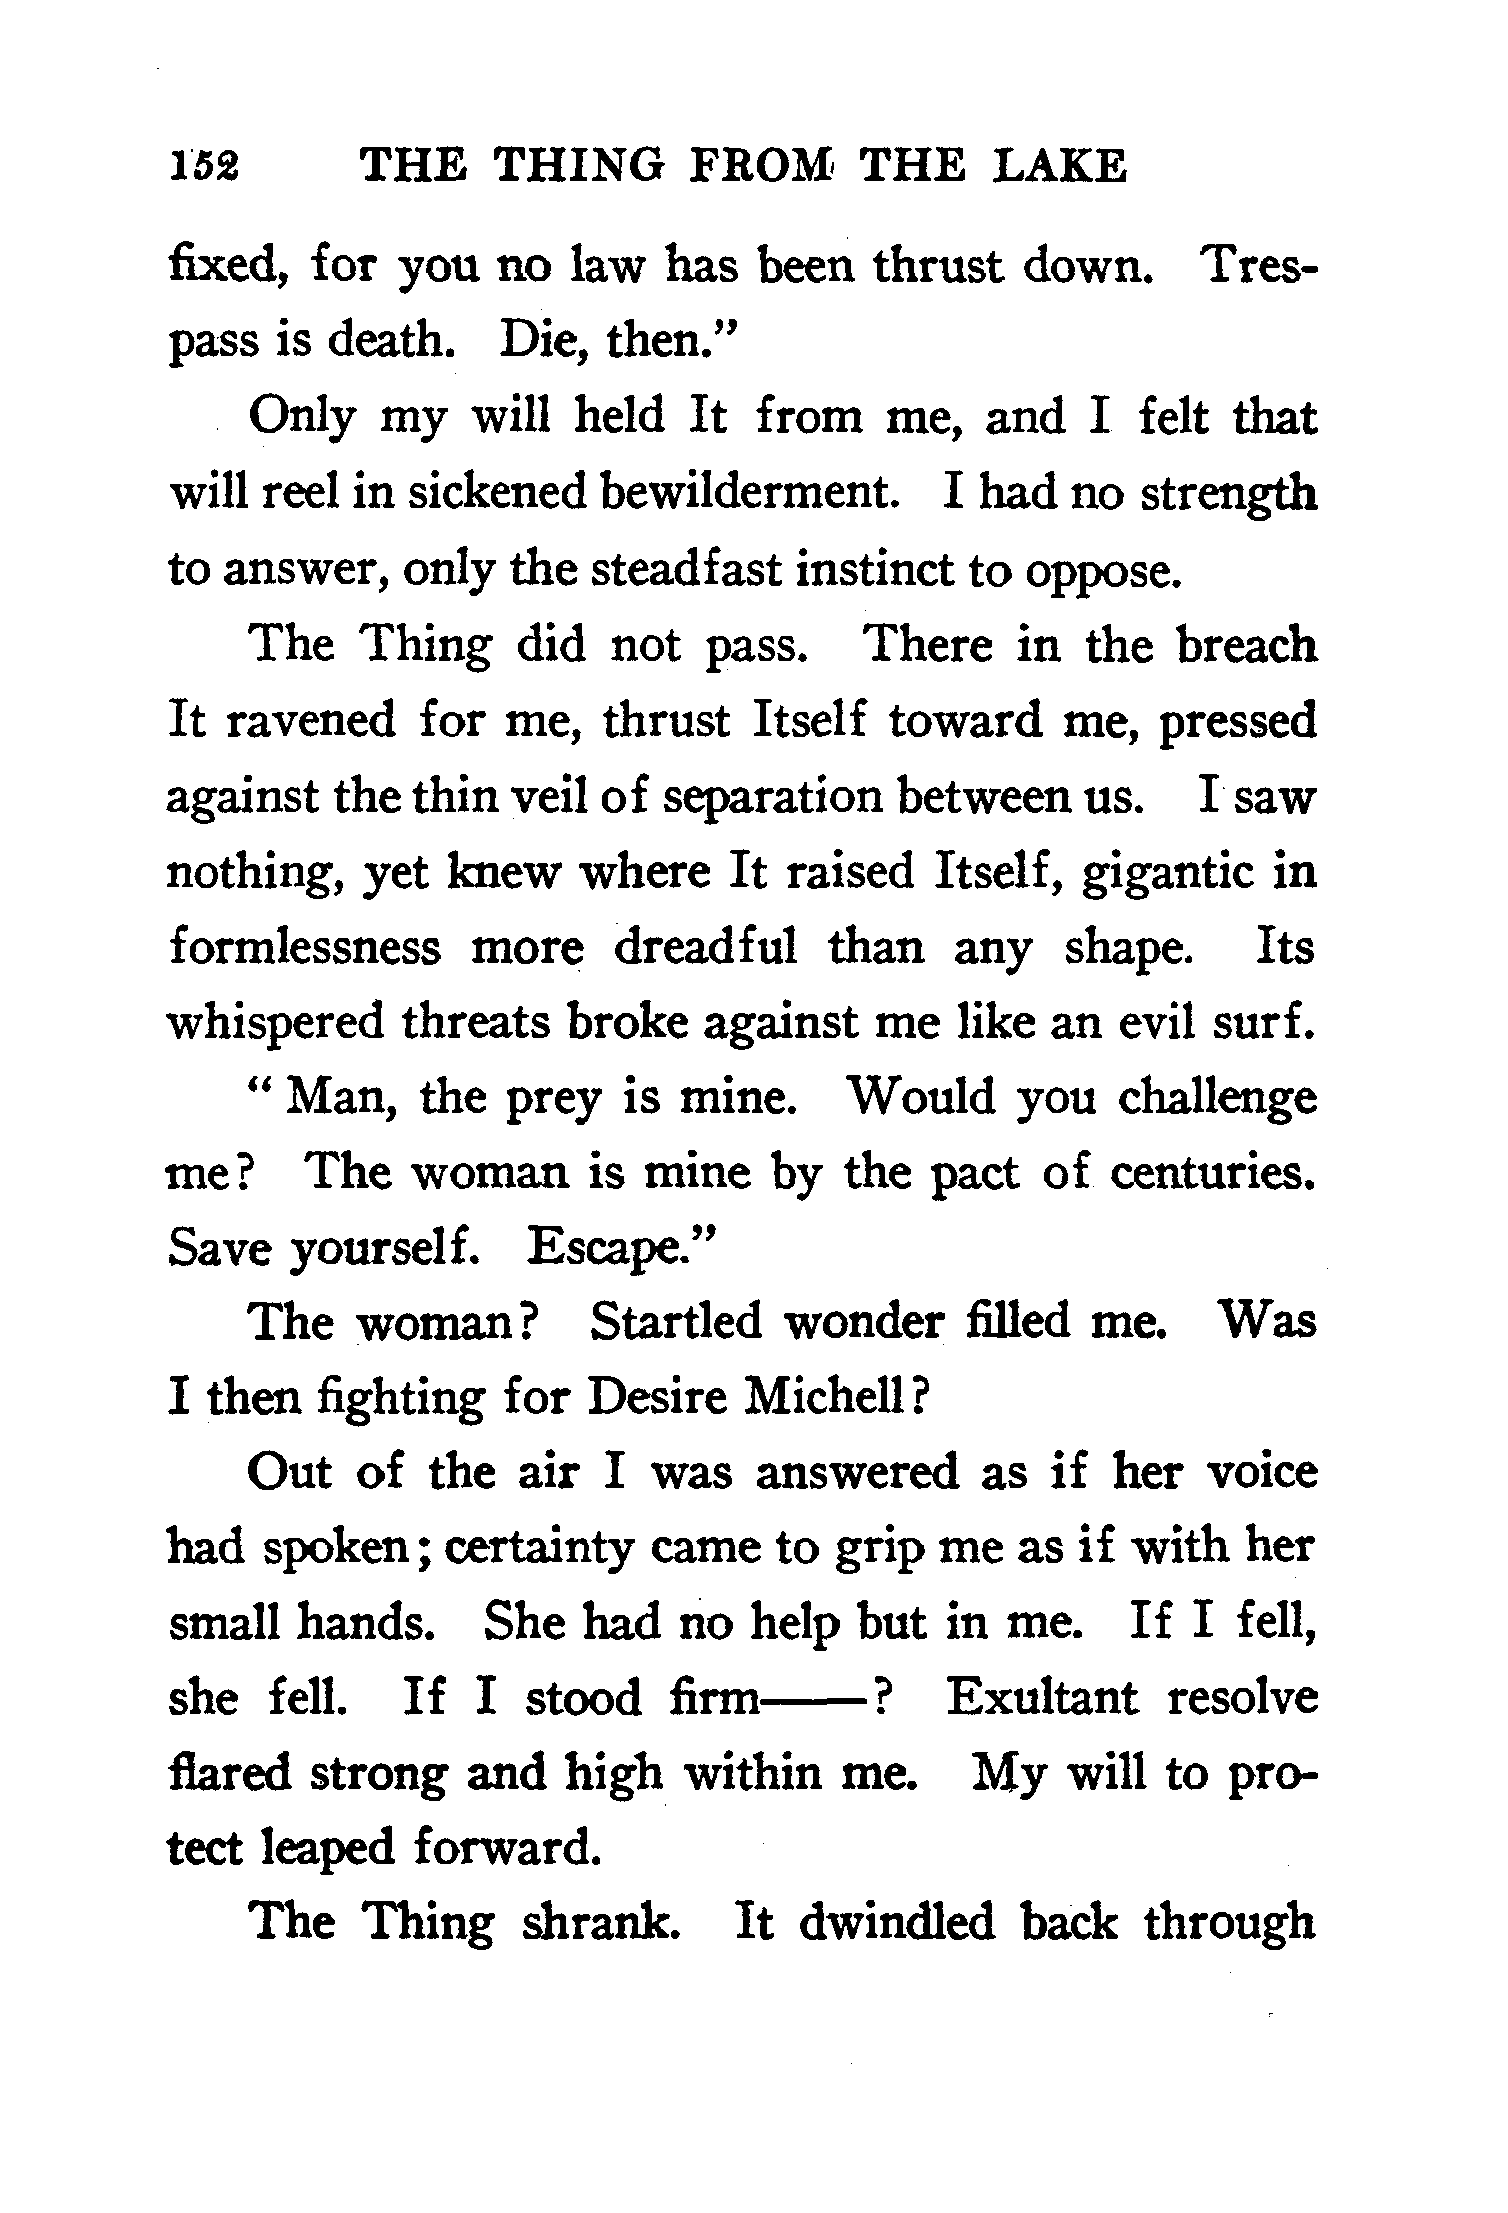 152 THE THING FROM THE LAKE
fixed, for you no law has been thrust down. Tres-
pass is death. Die, then.”
Only my will held It from me, and I felt that
will reel in sickened bewilderment. I had no strength
to answer, only the steadfast instinct to oppose.
The Thing did not pass. There in the breach
It ravened for me, thrust Itself toward me, pressed
against the thin veil of separation between us. I saw
nothing, yet knew where It raised Itself, gigantic in
formlessness more dreadful than any shape. Its
whispered threats broke against me like an evil surf.
“Man, the prey is mine. Would you challenge
me? The woman is mine by the pact of centuries.
Save yourself. Escape.”
The woman? Startled wonder filled me. Was
I then fighting for Desire Michell?
Out of the air I was answered as if her voice
had spoken; certainty came to grip me as if with her
small hands. She had no help but in me. If I fell,
she fell. If I stood firm——? Exultant resolve
flared strong and high within me. My will to pro-
tect leaped forward.
The Thing shrank. It dwindled back through